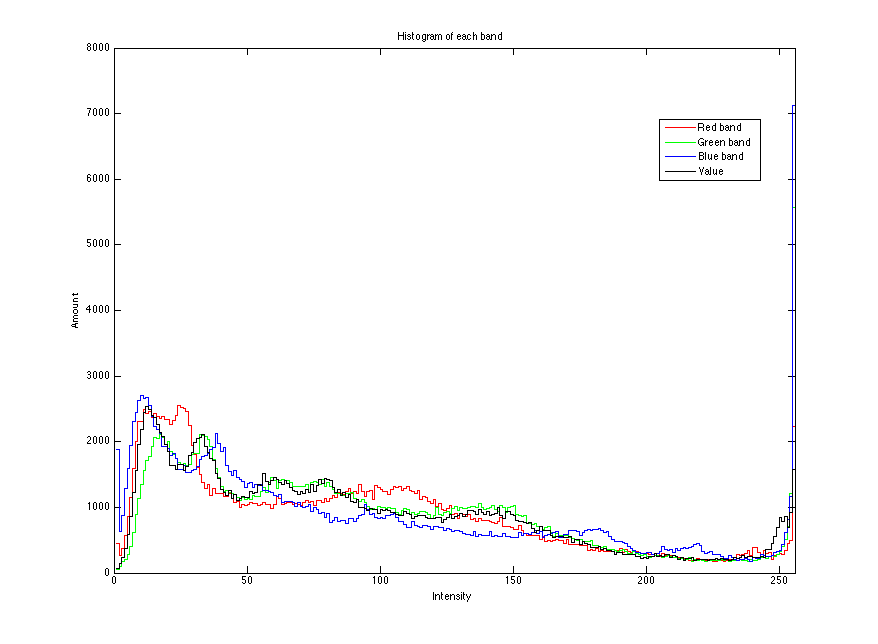 Histogram of each band
8000
7000
6000
5000
4000
3000
2000
1000
0
Amount
Red band
Green band
Blue band
Value
0 50 100 150 200 250
Intensity